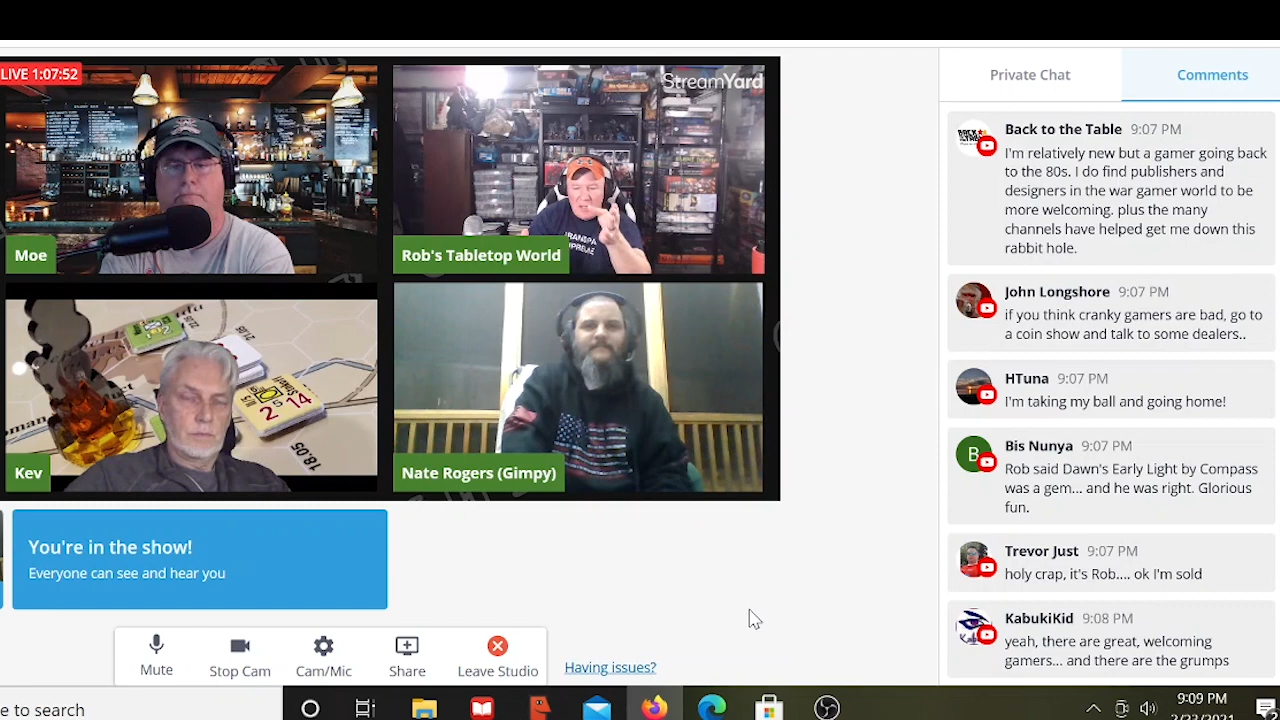 LIVE 1:07:52
StreamYard
Moe
Rob's Tabletop World
Kev
Nate Rogers (Gimpy)
2 5 14
18.05
You're in the show!
Everyone can see and hear you
Mute
Stop Cam
Cam/Mic
Share
Leave Studio
Having issues?
Private Chat
Comments
Back to the Table 9:07 PM
I'm relatively new but a gamer going back
to the 80s. I do find publishers and
designers in the war gamer world to be
more welcoming. plus the many
channels have helped get me down this
rabbit hole.
John Longshore 9:07 PM
if you think cranky gamers are bad, go to
a coin show and talk to some dealers..
HTuna 9:07 PM
I'm taking my ball and going home!
B
Bis Nunya 9:07 PM
Rob said Dawn's Early Light by Compass
was a gem... and he was right. Glorious
fun.
Trevor Just 9:07 PM
holy crap, it's Rob.... ok I'm sold
KabukiKid 9:08 PM
yeah, there are great, welcoming
gamers... and there are the grumps
e to search
9:09 PM
2/23/2021